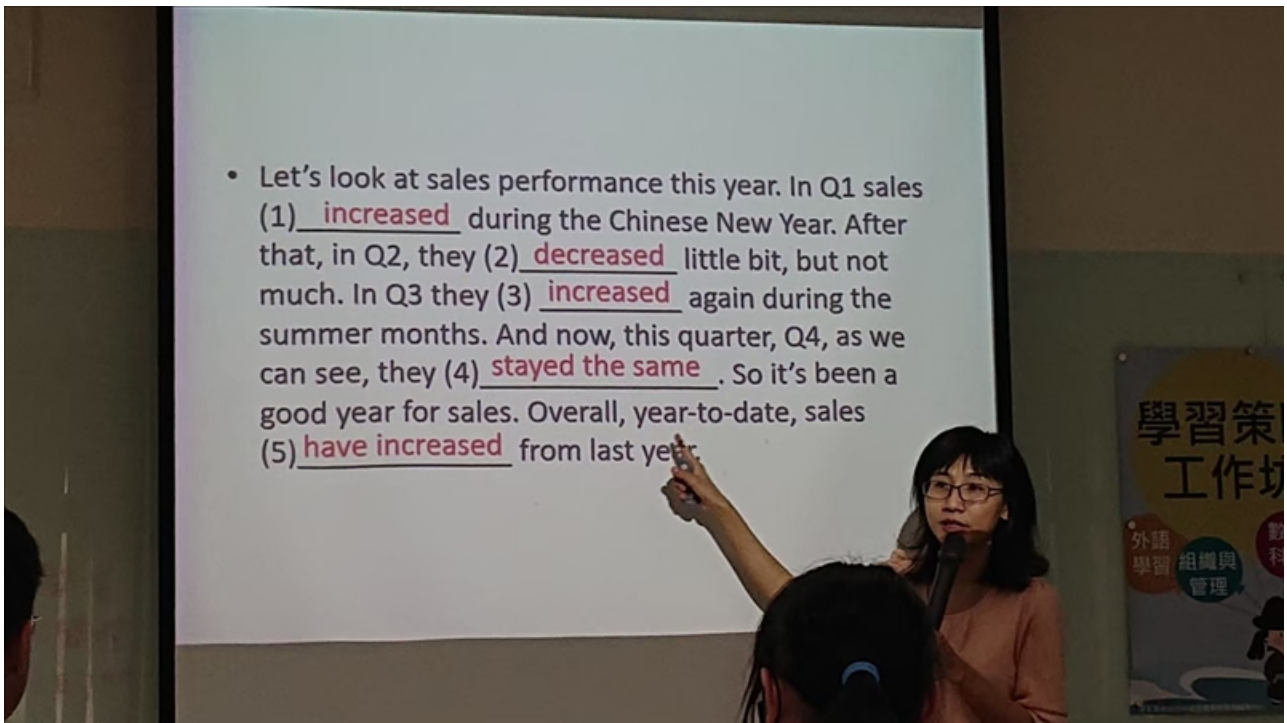 • Let's look at sales performance this year. In Q1 sales
(1) increased during the Chinese New Year. After
that, in Q2, they (2) decreased little bit, but not
much. In Q3 they (3) increased again during the
summer months. And now, this quarter, Q4, as we
can see, they (4) stayed the same. So it's been a
good year for sales. Overall, year-to-date, sales
(5) have increased from last year.
學習策
工作坊
外語
學習
組織與
管理
數
科